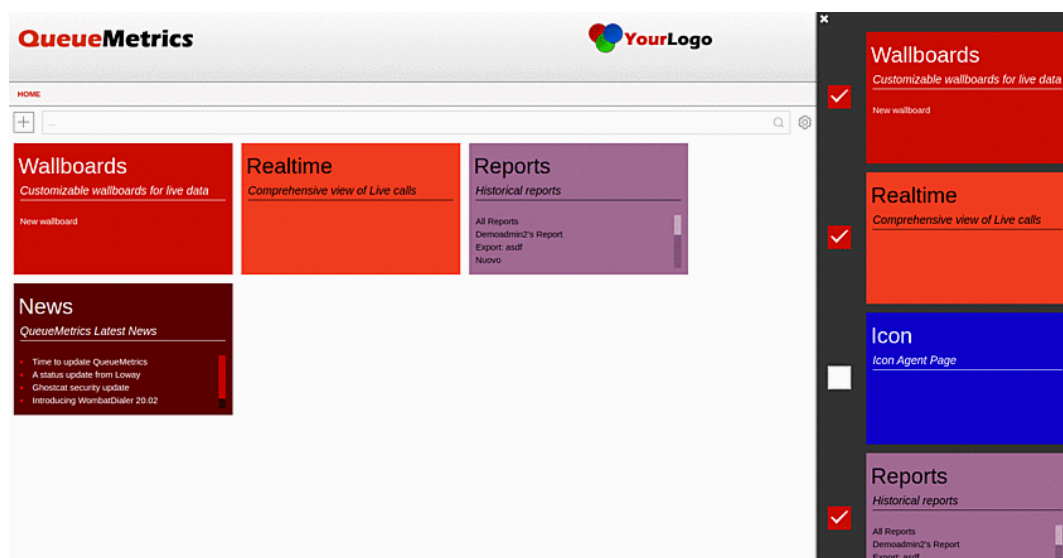 QueueMetrics
YourLogo
HOME
...
Wallboards
Customizable wallboards for live data
New wallboard
Realtime
Comprehensive view of Live calls
Reports
Historical reports
All Reports
Demoadmin2's Report
Export: asdf
Nuovo
News
QueueMetrics Latest News
Time to update QueueMetrics
A status update from Loway
Ghostcat security update
Introducing WombatDialer 20.02
Wallboards
Customizable wallboards for live data
New wallboard
Realtime
Comprehensive view of Live calls
Icon
Icon Agent Page
Reports
Historical reports
All Reports
Demoadmin2's Report
Export: asdf